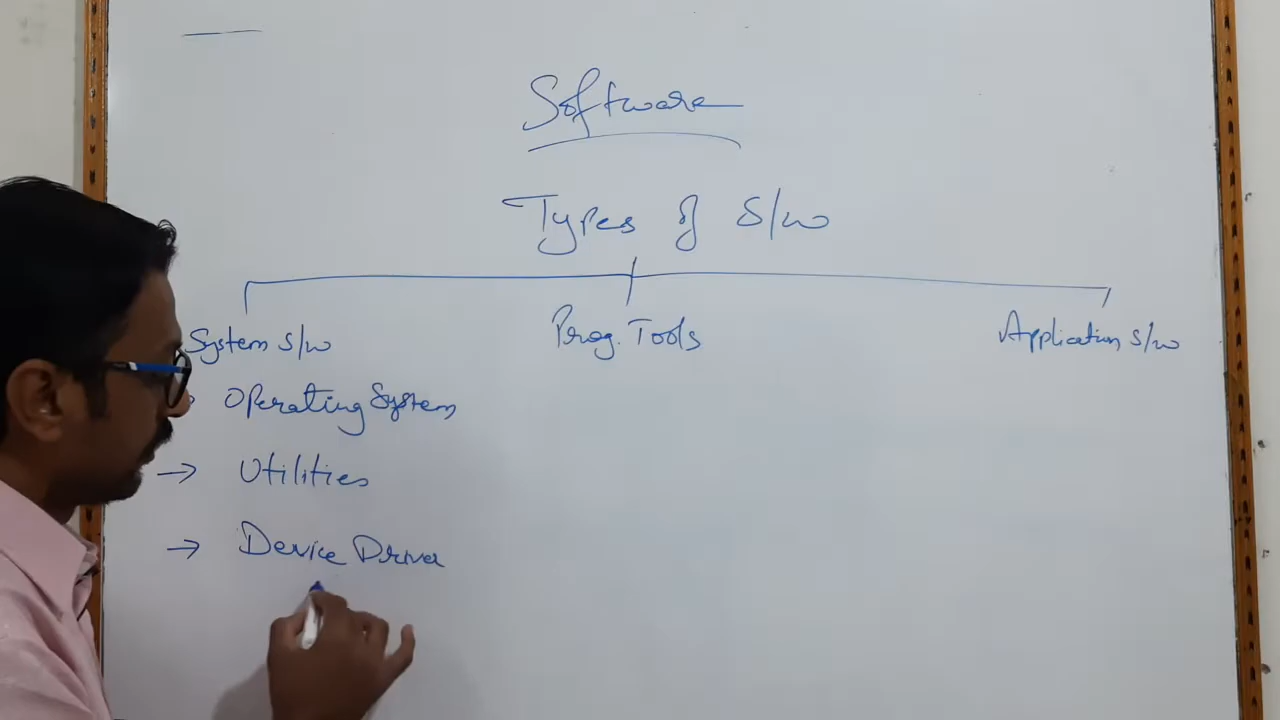 Software
Types of S/w
System S/w Prog. Tools Application S/w
Operating System
→ Utilities
→ Device Driver